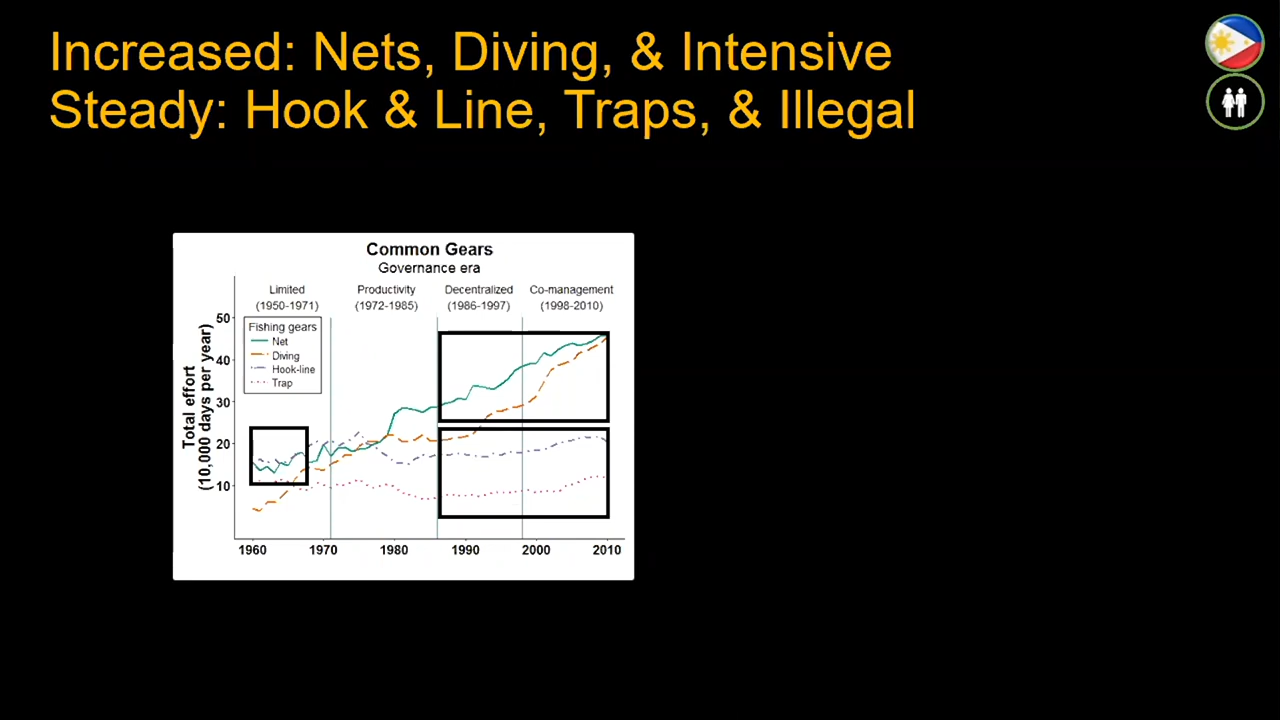 Increased: Nets, Diving, & Intensive
Steady: Hook & Line, Traps, & Illegal
Common Gears
Governance era
Limited
(1950-1971)
Productivity
(1972-1985)
Decentralized
(1986-1997)
Co-management
(1998-2010)
Total effort
(10,000 days per year)
50
40
30
20
10
Fishing gears
Net
Diving
Hook-line
Trap
1960 1970 1980 1990 2000 2010